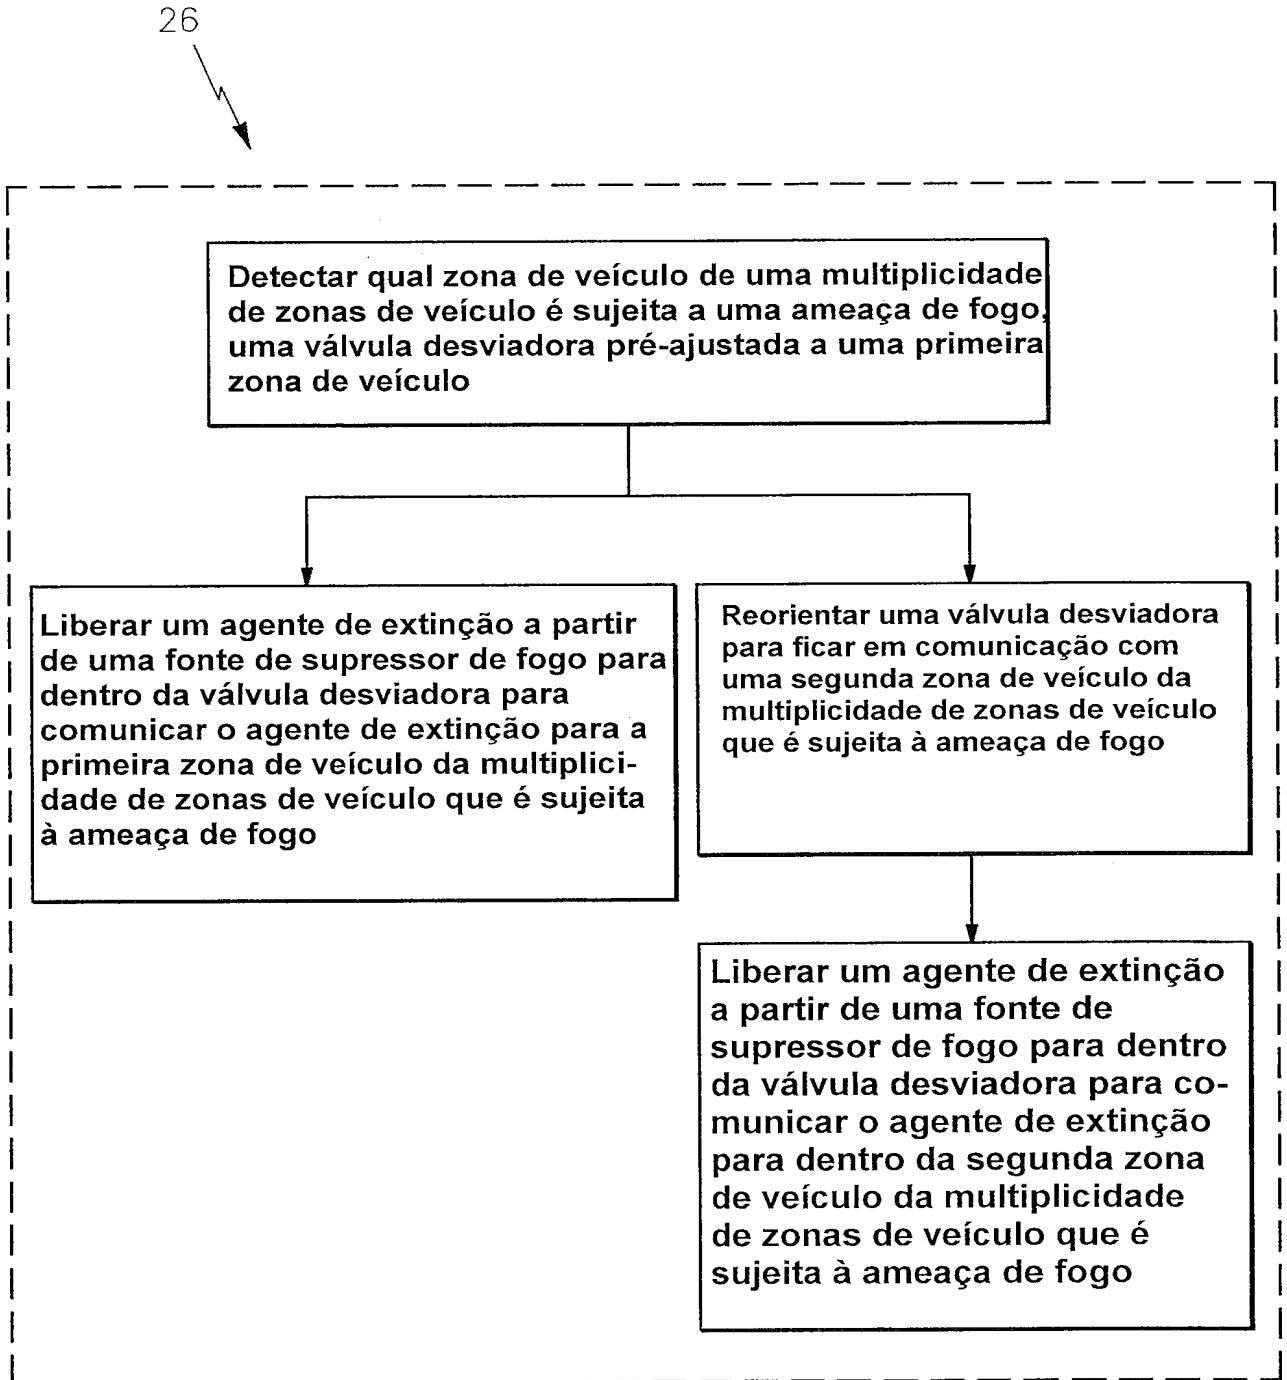 26
Detectar qual zona de veículo de uma multiplicidade
de zonas de veículo é sujeita a uma ameaça de fogo,
uma válvula desviadora pré-ajustada a uma primeira
zona de veículo
Liberar um agente de extinção a partir
de uma fonte de supressor de fogo para
dentro da válvula desviadora para
comunicar o agente de extinção para a
primeira zona de veículo da multiplici-
dade de zonas de veículo que é sujeita
à ameaça de fogo
Reorientar uma válvula desviadora
para ficar em comunicação com
uma segunda zona de veículo da
multiplicidade de zonas de veículo
que é sujeita à ameaça de fogo
Liberar um agente de extinção
a partir de uma fonte de
supressor de fogo para dentro
da válvula desviadora para co-
municar o agente de extinção
para dentro da segunda zona
de veículo da multiplicidade
de zonas de veículo que é
sujeita à ameaça de fogo